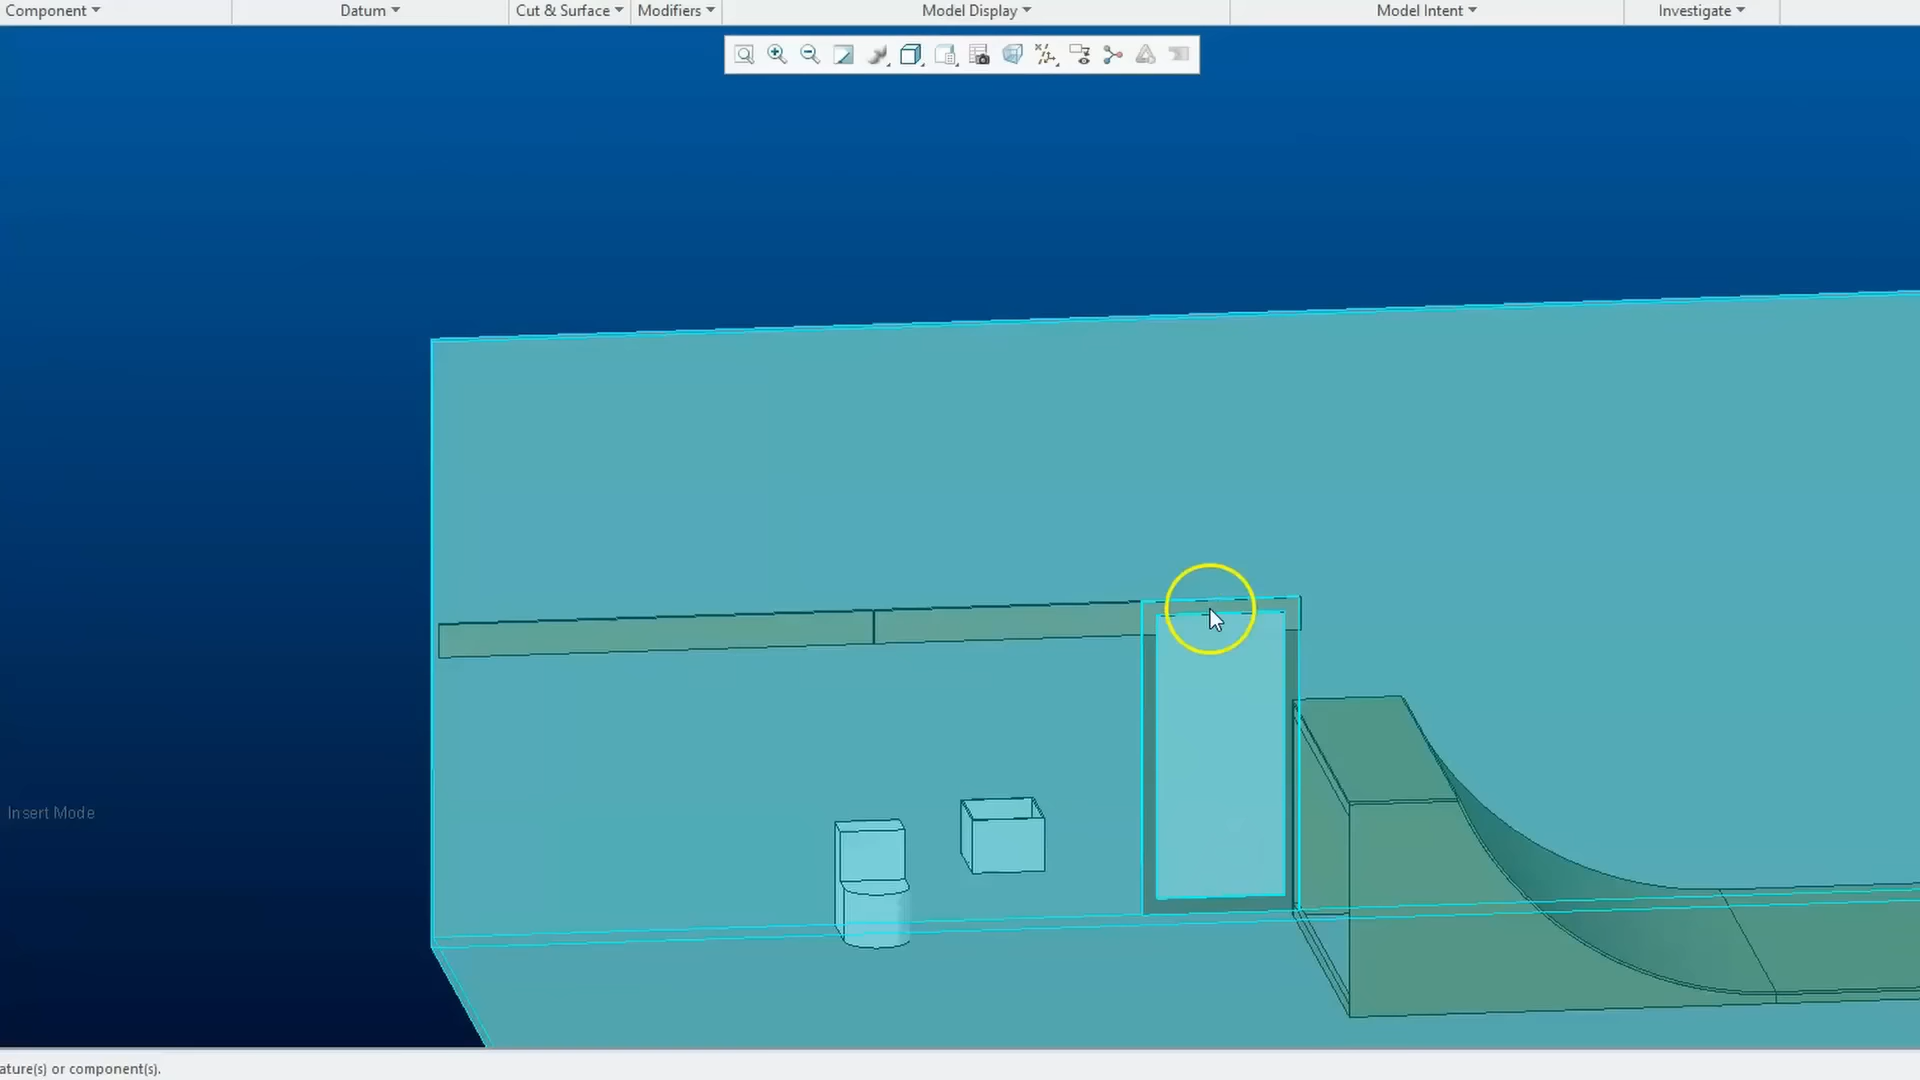 Component
Datum
Cut & Surface
Modifiers
Model Display
Model Intent
Investigate
Insert Mode
ature(s) or component(s).